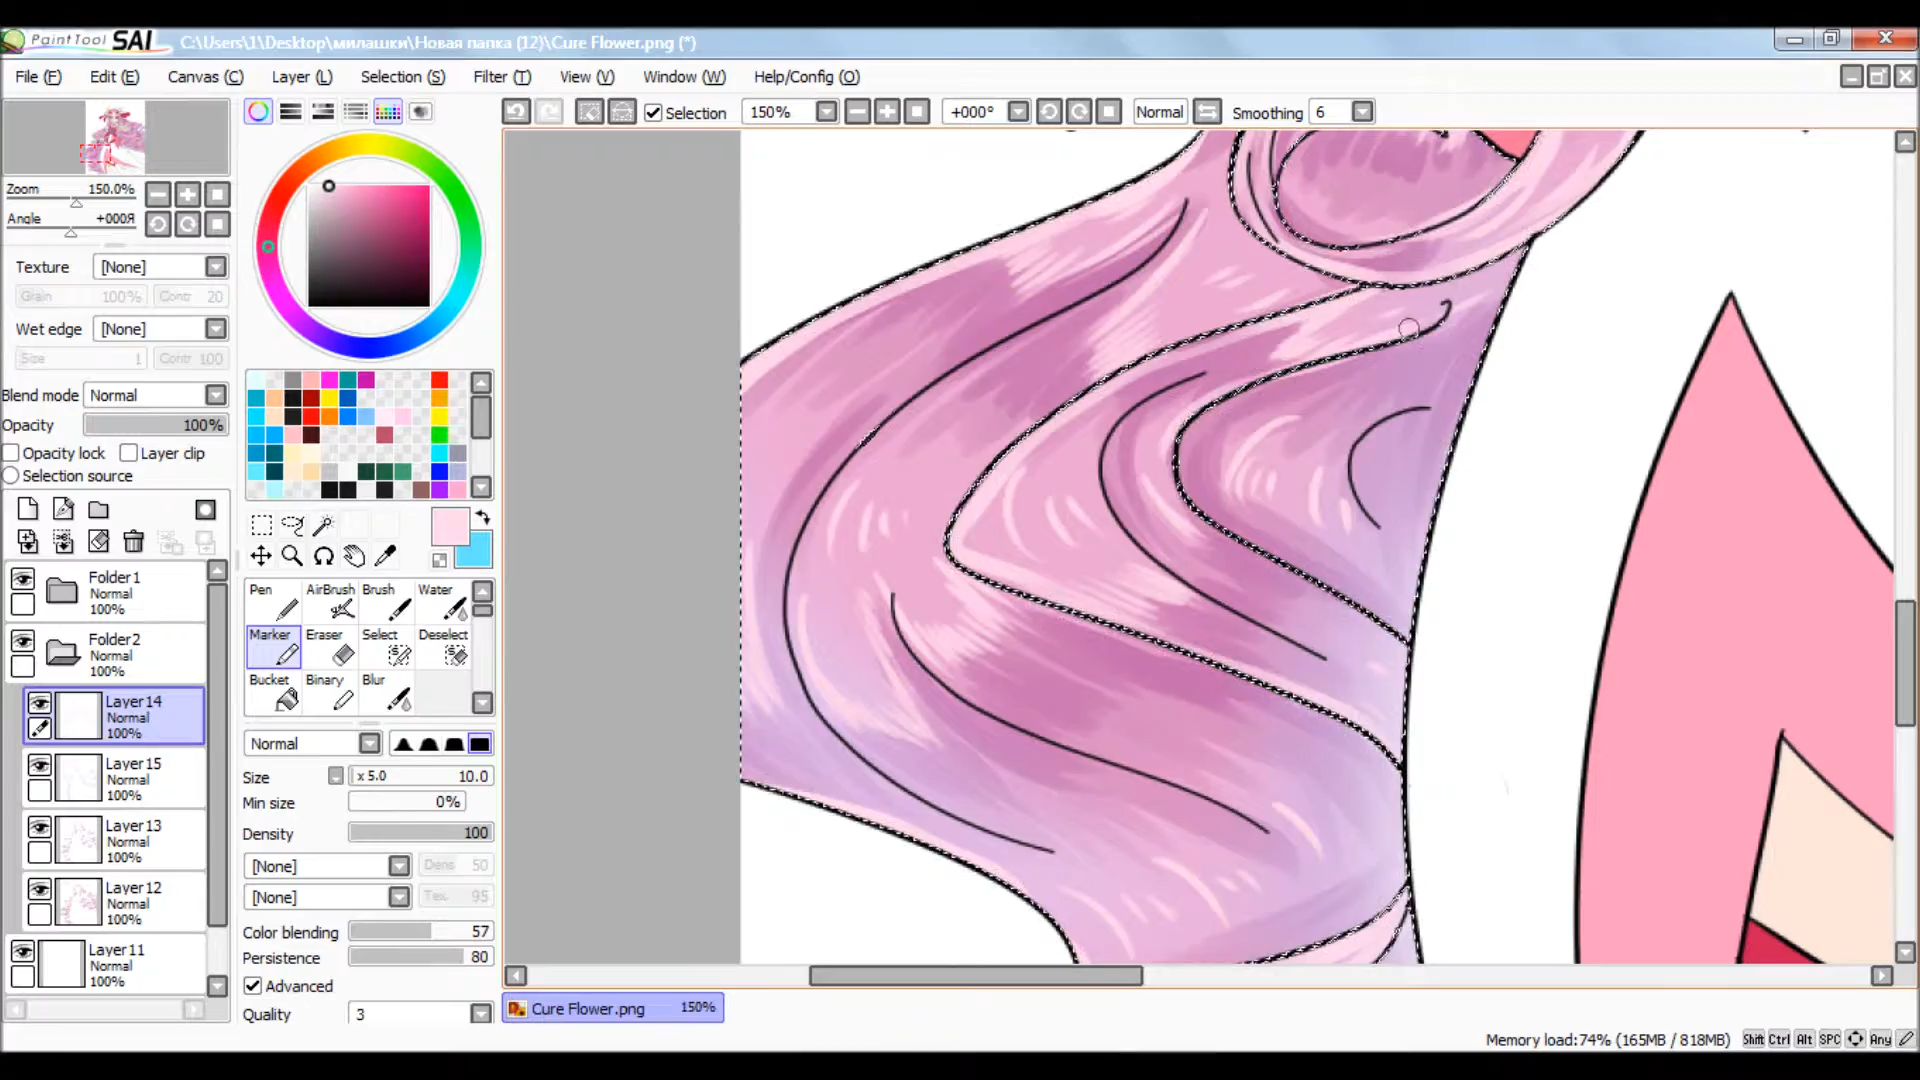 PaintTool SAI C:\Users\1\Desktop\милашки\Новая папка (12)\Cure Flower.png (*)
File (F) Edit (E) Canvas (C) Layer (L) Selection (S) Filter (T) View (V) Window (W) Help/Config (O)
Selection 150% +000° Normal Smoothing 6
Zoom 150.0%
Angle +000Я
Texture [None]
Grain 100% Contr 20
Wet edge [None]
Size 1 Contr 100
Blend mode Normal
Opacity 100%
Opacity lock Layer clip
Selection source
Folder1
Normal
100%
Folder2
Normal
100%
Layer14
Normal
100%
Layer15
Normal
100%
Layer13
Normal
100%
Layer12
Normal
100%
Layer11
Normal
100%
Pen AirBrush Brush Water
Marker Eraser Select Deselect
Bucket Binary Blur
Normal
Size x 5.0 10.0
Min size 0%
Density 100
[None] Dens 50
[None] Tex. 95
Color blending 57
Persistence 80
Advanced
Quality 3
Cure Flower.png 150%
Memory load:74% (165MB / 818MB) Shift Ctrl Alt SPC Any